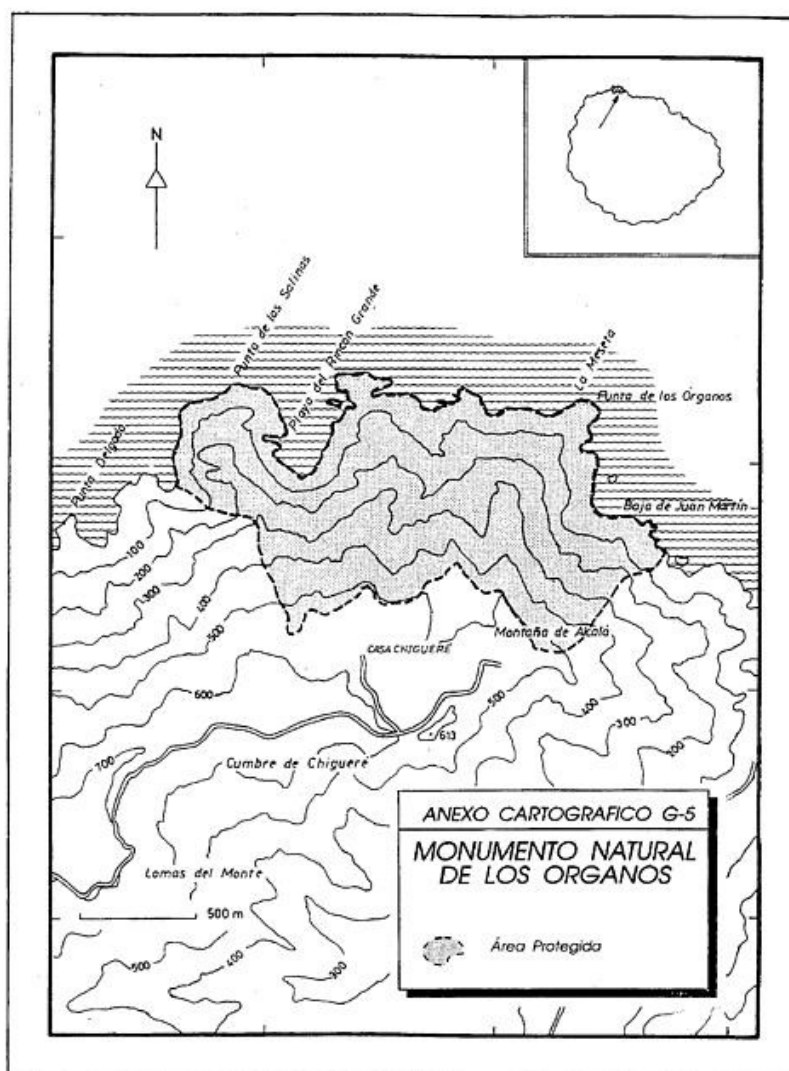 N
Punta de las Salinas
Playa del Rincón Grande
La Meseta
Punta de los Órganos
Punta Delgada
Baja de Juan Martín
100
200
300
400
500
600
700
CASA CHIGUERE
Montaña de Akalá
500
400
300
200
613
Cumbre de Chigueré
Lomas del Monte
500 m
500
400
300
ANEXO CARTOGRAFICO G-5
MONUMENTO NATURAL
DE LOS ORGANOS
Área Protegida